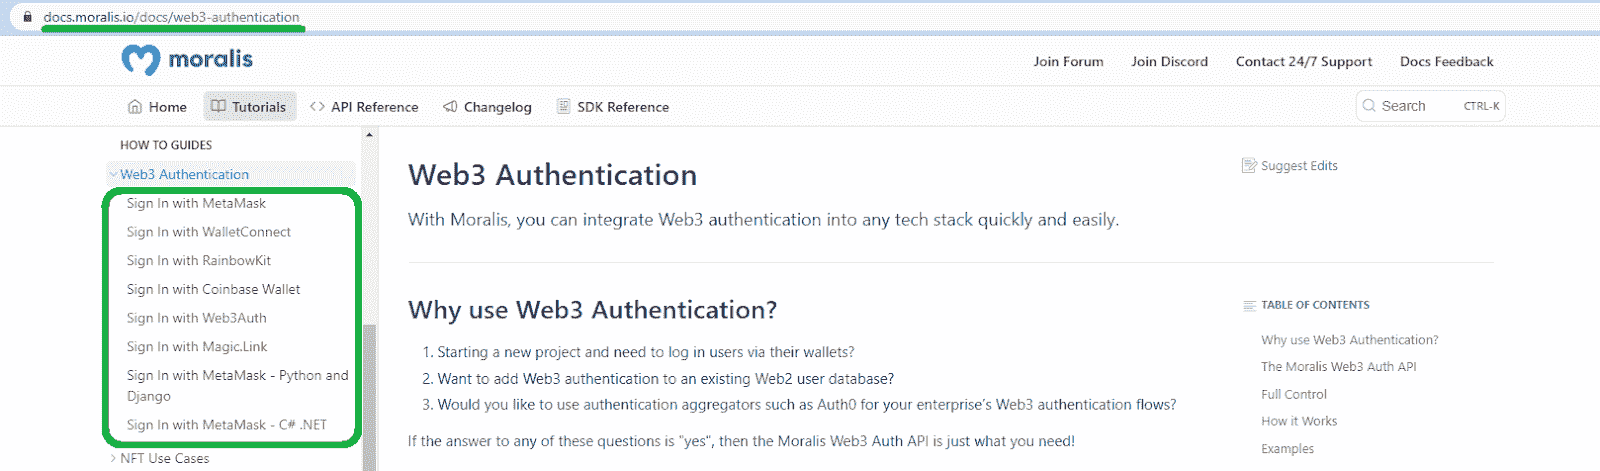 docs.moralis.io/docs/web3-authentication
moralis
Join Forum
Join Discord
Contact 24/7 Support
Docs Feedback
Home
Tutorials
<> API Reference
Changelog
SDK Reference
Search
CTRL-K
HOW TO GUIDES
Web3 Authentication
Sign In with MetaMask
Sign In with WalletConnect
Sign In with RainbowKit
Sign In with Coinbase Wallet
Sign In with Web3Auth
Sign In with Magic.Link
Sign In with MetaMask - Python and
Django
Sign In with MetaMask - C# .NET
NFT Use Cases
Web3 Authentication
Suggest Edits
With Moralis, you can integrate Web3 authentication into any tech stack quickly and easily.
Why use Web3 Authentication?
1. Starting a new project and need to log in users via their wallets?
2. Want to add Web3 authentication to an existing Web2 user database?
3. Would you like to use authentication aggregators such as Auth0 for your enterprise's Web3 authentication flows?
If the answer to any of these questions is "yes", then the Moralis Web3 Auth API is just what you need!
TABLE OF CONTENTS
Why use Web3 Authentication?
The Moralis Web3 Auth API
Full Control
How it Works
Examples